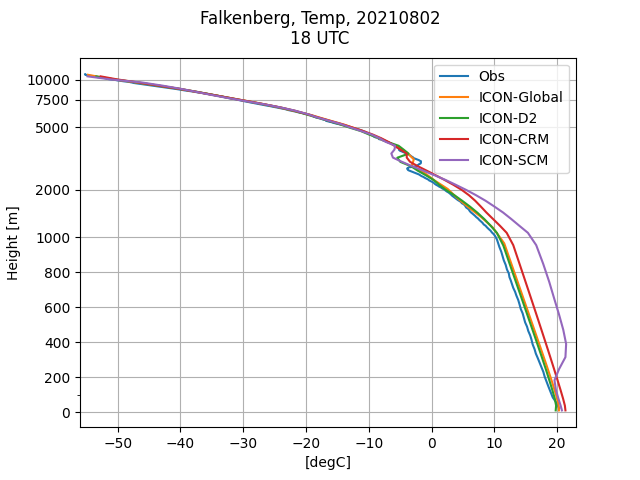 Falkenberg, Temp, 20210802
18 UTC
Obs
ICON-Global
ICON-D2
ICON-CRM
ICON-SCM
Height [m]
10000
7500
5000
2000
1000
800
600
400
200
0
−50 −40 −30 −20 −10 0 10 20
[degC]